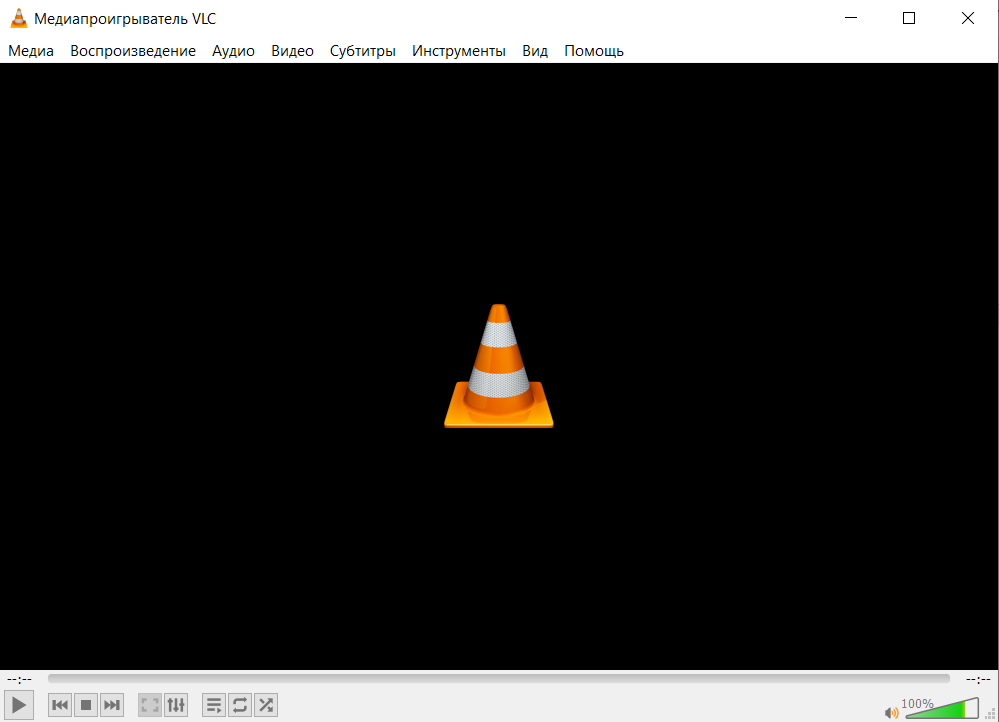 Медиапроигрыватель VLC
Медиа Воспроизведение Аудио Видео Субтитры Инструменты Вид Помощь
--:-- --:--
100%